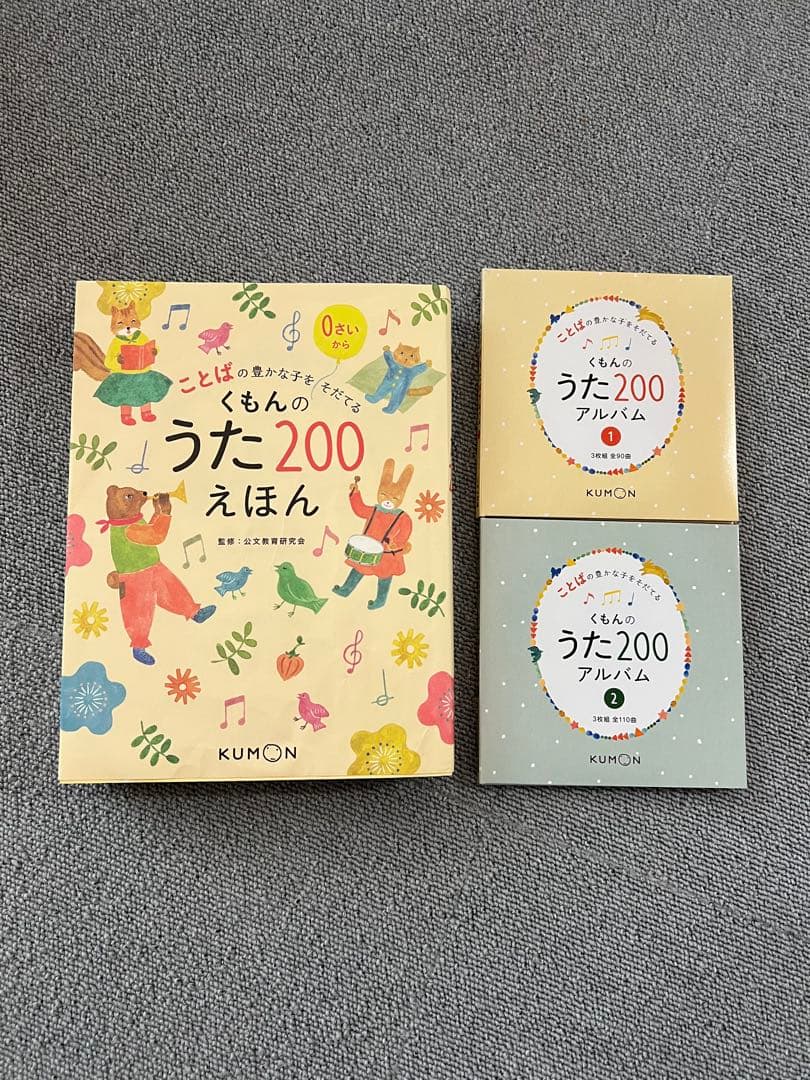 0さい
から
ことばの豊かな子をそだてる
くもんの
うた200
えほん
監修：公文教育研究会
KUMON
ことばの豊かな子をそだてる
くもんの
うた200
アルバム
1
3枚組 全90曲
KUMON
ことばの豊かな子をそだてる
くもんの
うた200
アルバム
2
3枚組 全110曲
KUMON